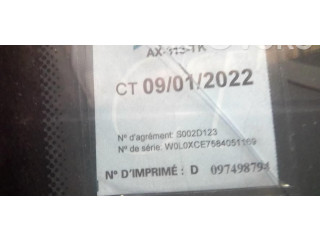 CT 09/01/2022
N° d'agrément: S002D123
N° de série: W0L0XCE7584051169
N° D'IMPRIMÉ: D 097498794